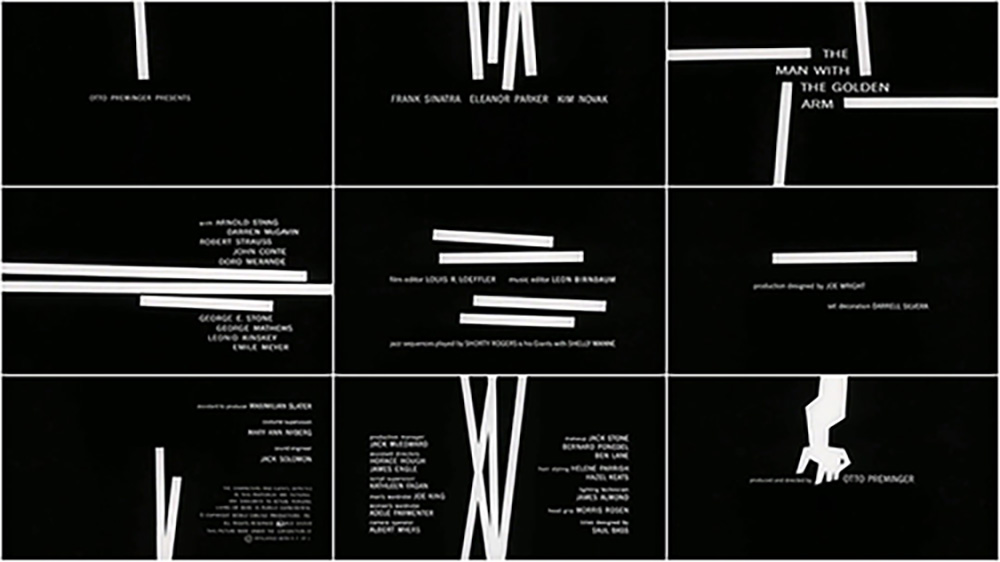 OTTO PREMINGER PRESENTS
FRANK SINATRA ELEANOR PARKER KIM NOVAK
THE
MAN WITH
THE GOLDEN
ARM
with ARNOLD STANG
DARREN McGAVIN
ROBERT STRAUSS
JOHN CONTE
DORO MERANDE
GEORGE E. STONE
GEORGE MATHEWS
LEONID KINSKEY
EMILE MEYER
film editor LOUIS R. LOEFFLER music editor LEON BIRNBAUM
jazz sequences played by SHORTY ROGERS & his Giants with SHELLY MANNE
production designed by JOE WRIGHT
set decoration DARRELL SILVERA
assistant to producer MAXIMILIAN SLATER
costume supervision
MARY ANN NYBERG
sound engineer
JACK SOLOMON
production manager
JACK McEDWARD
assistant directors
HORACE HOUGH
JAMES ENGLE
script supervisor
KATHLEEN FAGAN
men's wardrobe JOE KING
women's wardrobe
ADELE PARMENTER
camera operator
ALBERT MYERS
makeup JACK STONE
BERNARD PONEDEL
BEN LANE
hair styling HELENE PARRISH
HAZEL KEATS
lighting technician
JAMES ALMOND
head grip MORRIS ROSEN
titles designed by
SAUL BASS
produced and directed by OTTO PREMINGER